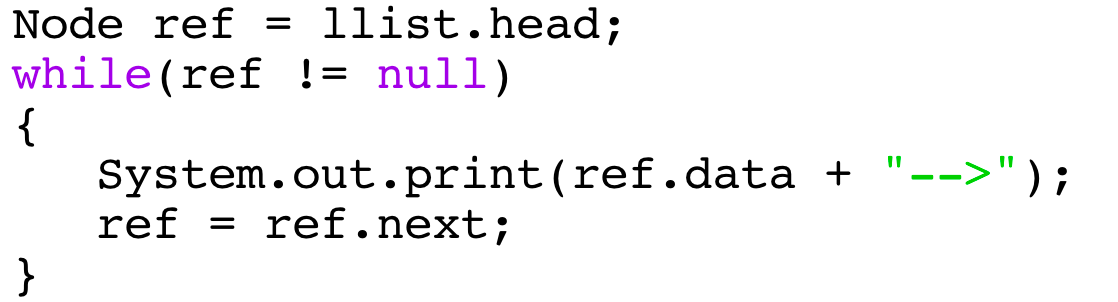 Node ref = llist.head;
while(ref != null)
{
   System.out.print(ref.data + "-->");
   ref = ref.next;
}